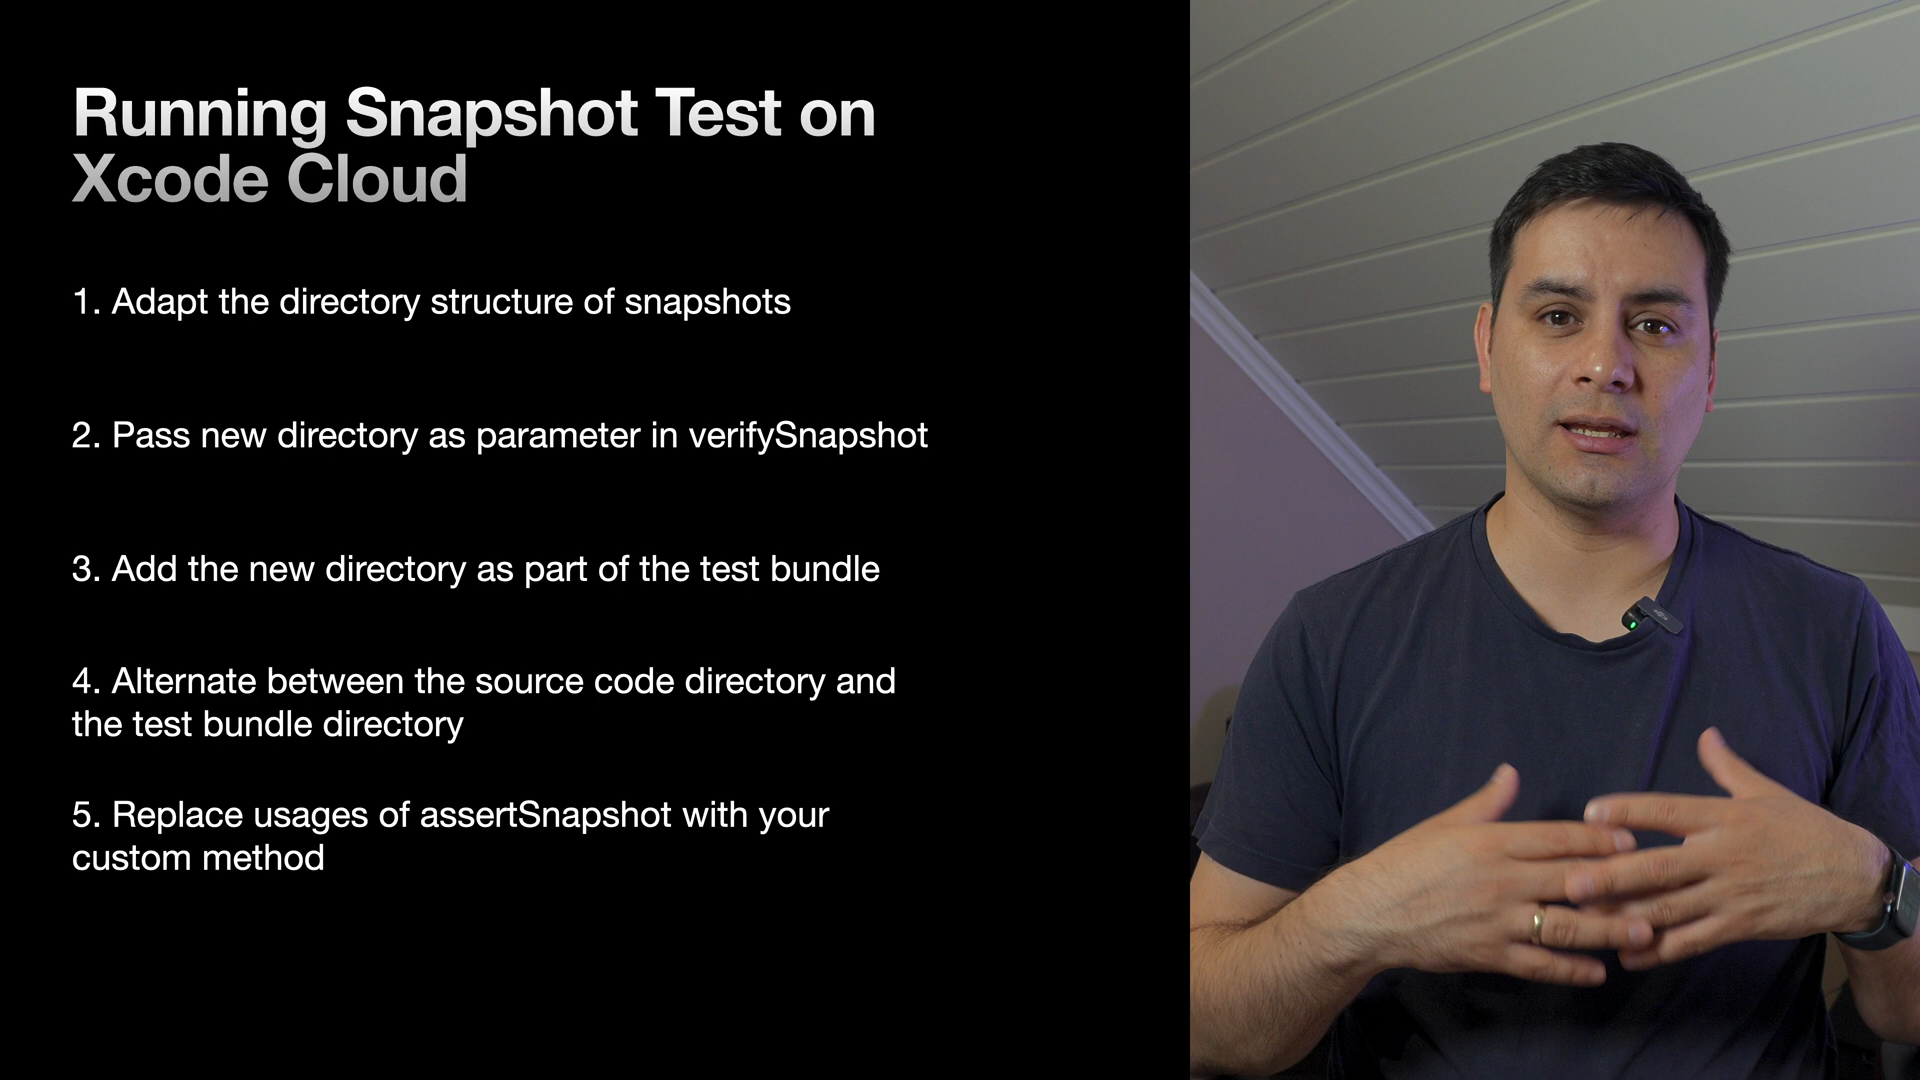 Running Snapshot Test on
Xcode Cloud
1. Adapt the directory structure of snapshots
2. Pass new directory as parameter in verifySnapshot
3. Add the new directory as part of the test bundle
4. Alternate between the source code directory and
the test bundle directory
5. Replace usages of assertSnapshot with your
custom method